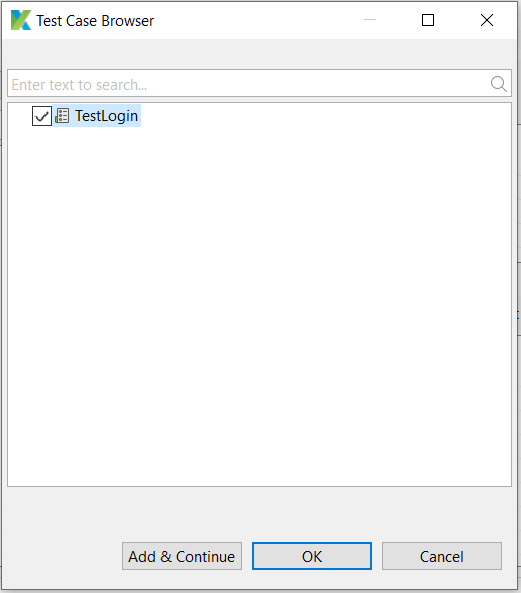 Test Case Browser
Enter text to search...
TestLogin
Add & Continue
OK
Cancel